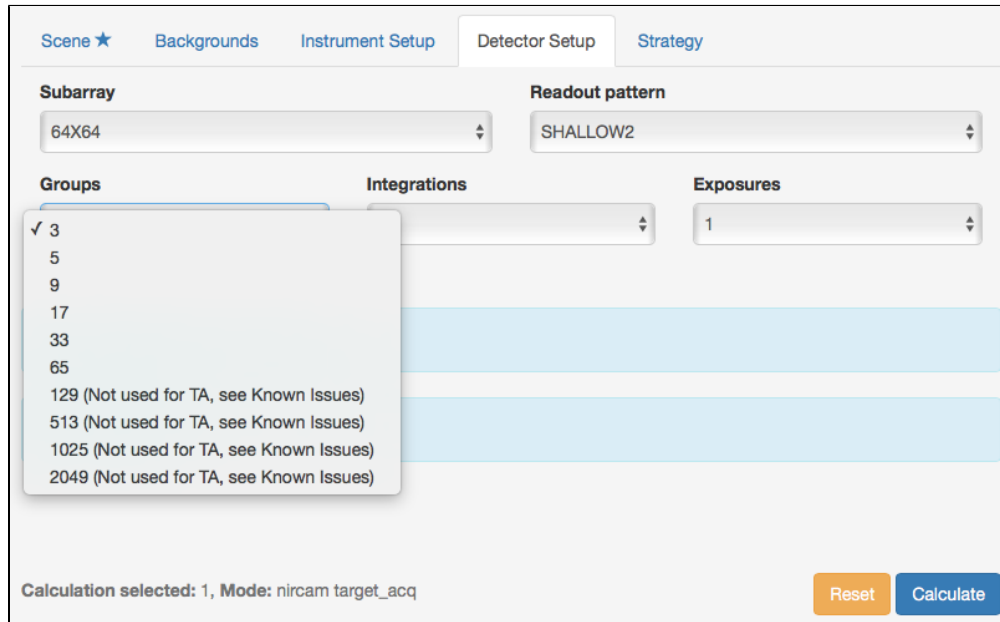 Scene ★ Backgrounds Instrument Setup Detector Setup Strategy
Subarray Readout pattern
64X64 SHALLOW2
Groups Integrations Exposures
✓ 3 1
5
9
17
33
65
129 (Not used for TA, see Known Issues)
513 (Not used for TA, see Known Issues)
1025 (Not used for TA, see Known Issues)
2049 (Not used for TA, see Known Issues)
Calculation selected: 1, Mode: nircam target_acq Reset Calculate